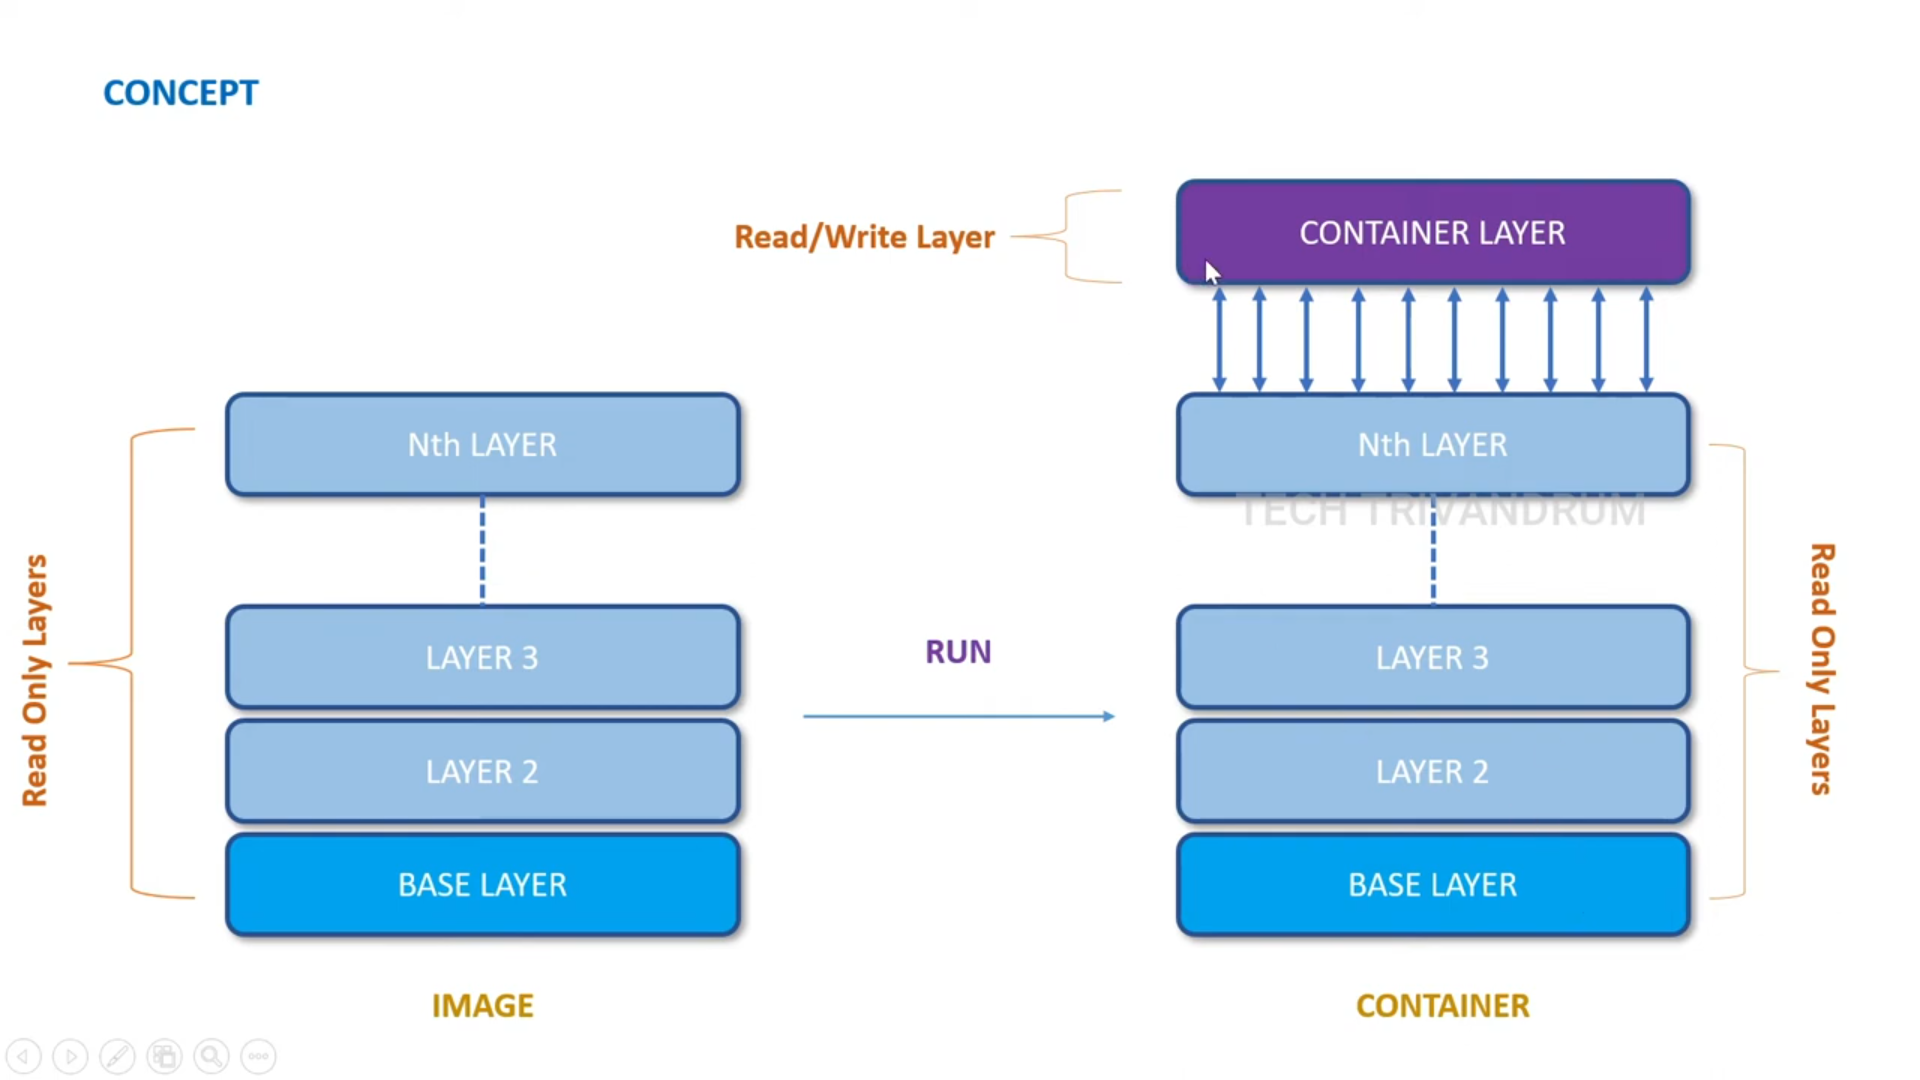 CONCEPT
Read/Write Layer
CONTAINER LAYER
Nth LAYER
Nth LAYER
TECH TRIVANDRUM
Read Only Layers
LAYER 3
RUN
LAYER 3
Read Only Layers
LAYER 2
LAYER 2
BASE LAYER
BASE LAYER
IMAGE
CONTAINER